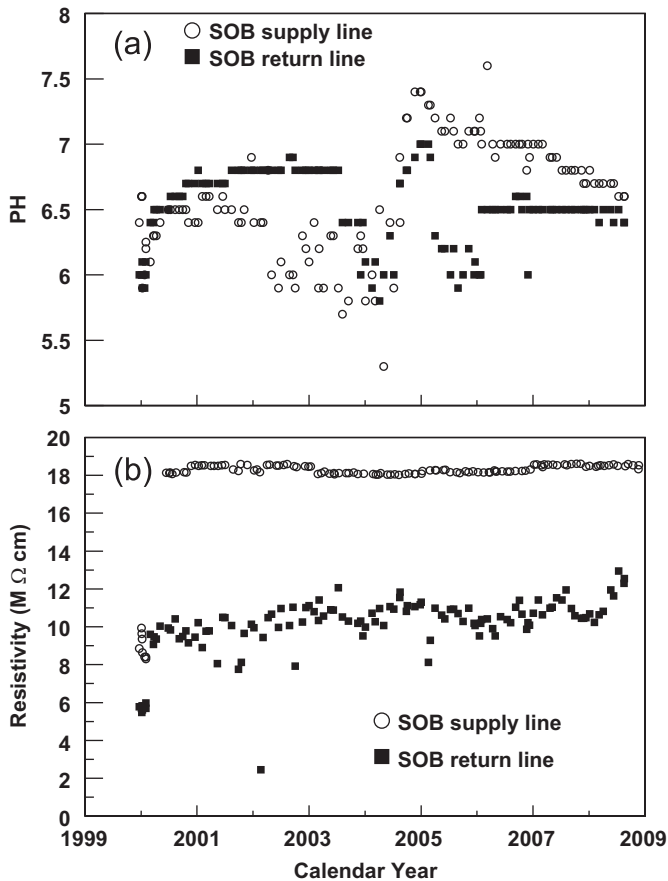 8
7.5
7
6.5
6
5.5
5
PH
(a)
○ SOB supply line
■ SOB return line
20
18
16
14
12
10
8
6
4
2
0
Resistivity (M Ω cm)
(b)
○ SOB supply line
■ SOB return line
1999 2001 2003 2005 2007 2009
Calendar Year